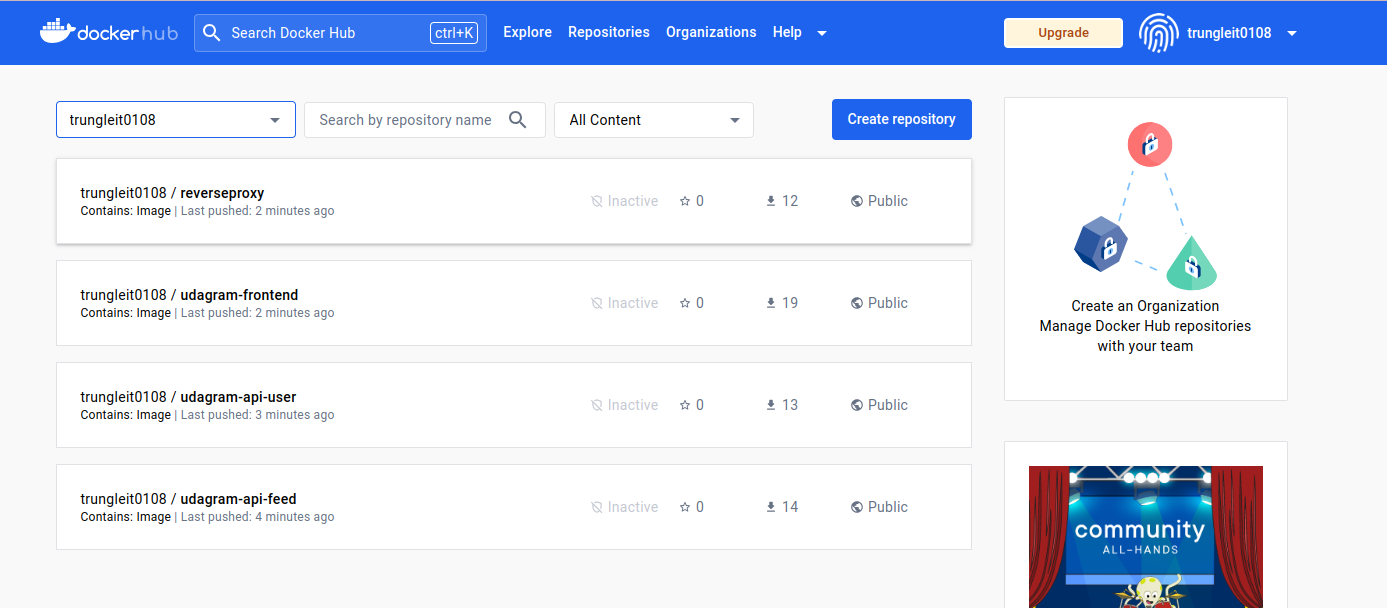 dockerhub
Search Docker Hub
ctrl+K
Explore
Repositories
Organizations
Help
Upgrade
trungleit0108
trungleit0108
Search by repository name
All Content
Create repository
trungleit0108 / reverseproxy
Contains: Image | Last pushed: 2 minutes ago
Inactive
0
12
Public
trungleit0108 / udagram-frontend
Contains: Image | Last pushed: 2 minutes ago
Inactive
0
19
Public
trungleit0108 / udagram-api-user
Contains: Image | Last pushed: 3 minutes ago
Inactive
0
13
Public
trungleit0108 / udagram-api-feed
Contains: Image | Last pushed: 4 minutes ago
Inactive
0
14
Public
Create an Organization
Manage Docker Hub repositories
with your team
community
ALL-HANDS